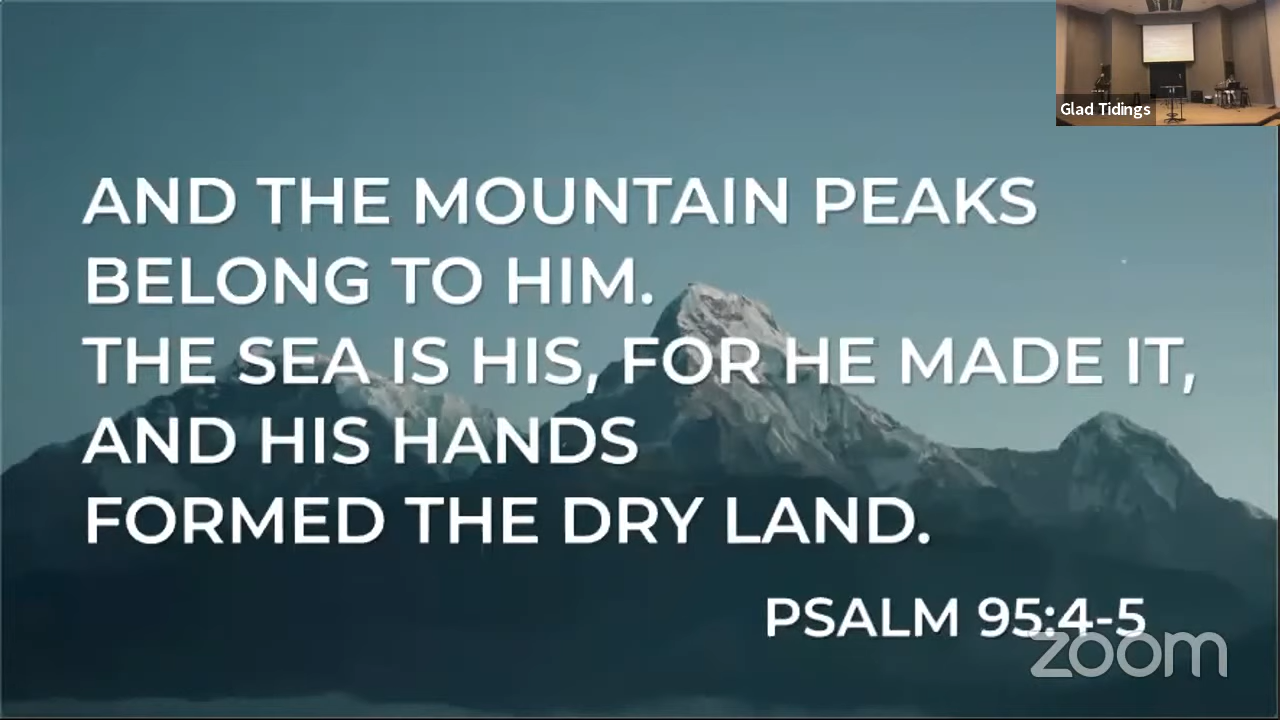 Glad Tidings
AND THE MOUNTAIN PEAKS
BELONG TO HIM.
THE SEA IS HIS, FOR HE MADE IT,
AND HIS HANDS
FORMED THE DRY LAND.
PSALM 95:4-5
zoom